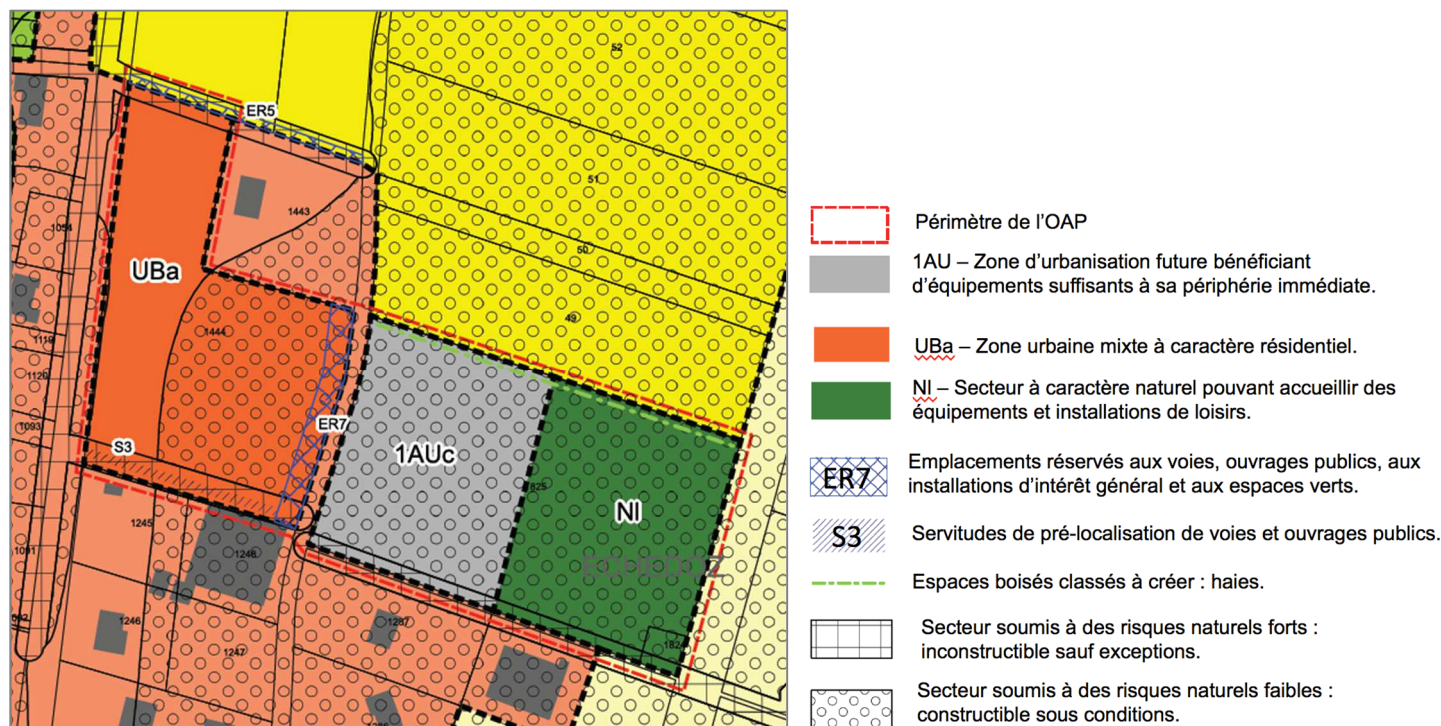 52
ER5
51
1443
1054
UBa
50
49
1444
1119
1120
ER7
1093
1AUc
S3
825
Nl
1245
1091
1248
ECHEDOZ
1246
1287
1824
1247
Périmètre de l'OAP
1AU – Zone d'urbanisation future bénéficiant
d'équipements suffisants à sa périphérie immédiate.
UBa – Zone urbaine mixte à caractère résidentiel.
Nl – Secteur à caractère naturel pouvant accueillir des
équipements et installations de loisirs.
ER7
Emplacements réservés aux voies, ouvrages publics, aux
installations d'intérêt général et aux espaces verts.
S3
Servitudes de pré-localisation de voies et ouvrages publics.
Espaces boisés classés à créer : haies.
Secteur soumis à des risques naturels forts :
inconstructible sauf exceptions.
Secteur soumis à des risques naturels faibles :
constructible sous conditions.